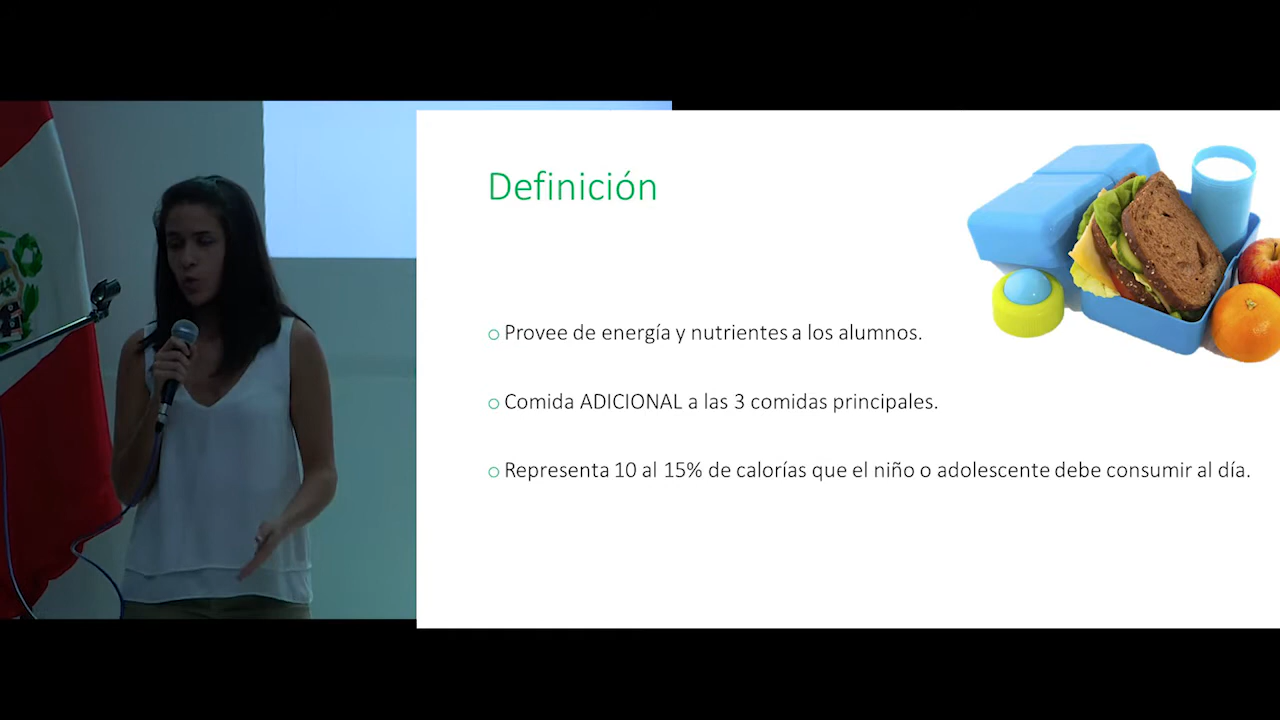 Definición
o Provee de energía y nutrientes a los alumnos.
o Comida ADICIONAL a las 3 comidas principales.
o Representa 10 al 15% de calorías que el niño o adolescente debe consumir al día.